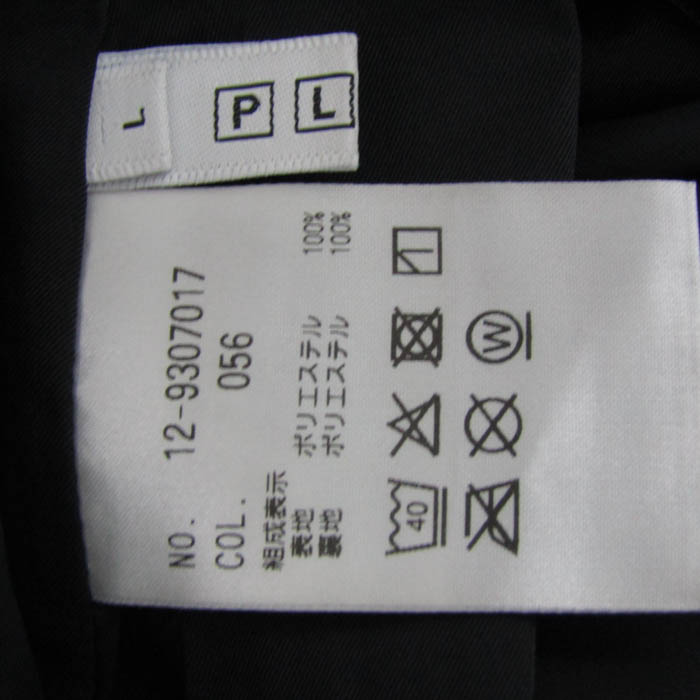 L
P
L
NO. 12-9307017
COL. 056
組成表示
表地 ポリエステル 100%
裏地 ポリエステル 100%
40
W